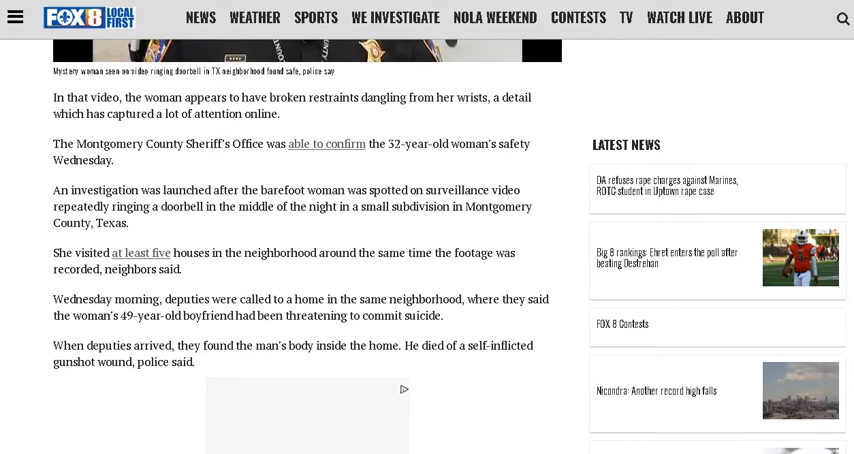 FOX 8 LOCAL
FIRST
NEWS WEATHER SPORTS WE INVESTIGATE NOLA WEEKEND CONTESTS TV WATCH LIVE ABOUT
Mystery woman seen on video ringing doorbell in TX neighborhood found safe, police say
In that video, the woman appears to have broken restraints dangling from her wrists, a detail
which has captured a lot of attention online.
The Montgomery County Sheriff's Office was able to confirm the 32-year-old woman's safety
Wednesday.
An investigation was launched after the barefoot woman was spotted on surveillance video
repeatedly ringing a doorbell in the middle of the night in a small subdivision in Montgomery
County, Texas.
She visited at least five houses in the neighborhood around the same time the footage was
recorded, neighbors said.
Wednesday morning, deputies were called to a home in the same neighborhood, where they said
the woman's 49-year-old boyfriend had been threatening to commit suicide.
When deputies arrived, they found the man's body inside the home. He died of a self-inflicted
gunshot wound, police said.
LATEST NEWS
DA refuses rape charges against Marines,
ROTC student in Uptown rape case
Big 8 rankings: Ehret enters the poll after
beating Destrehan
FOX 8 Contests
Nicondra: Another record high falls